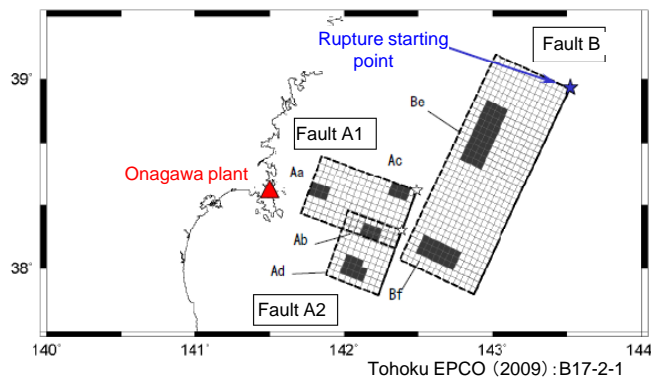 Rupture starting
point
Fault B
39°
Be
Fault A1
Aa
Ac
Onagawa plant
Ab
38°
Ad
Bf
Fault A2
140°
141°
142°
143°
144
Tohoku EPCO (2009) : B17-2-1